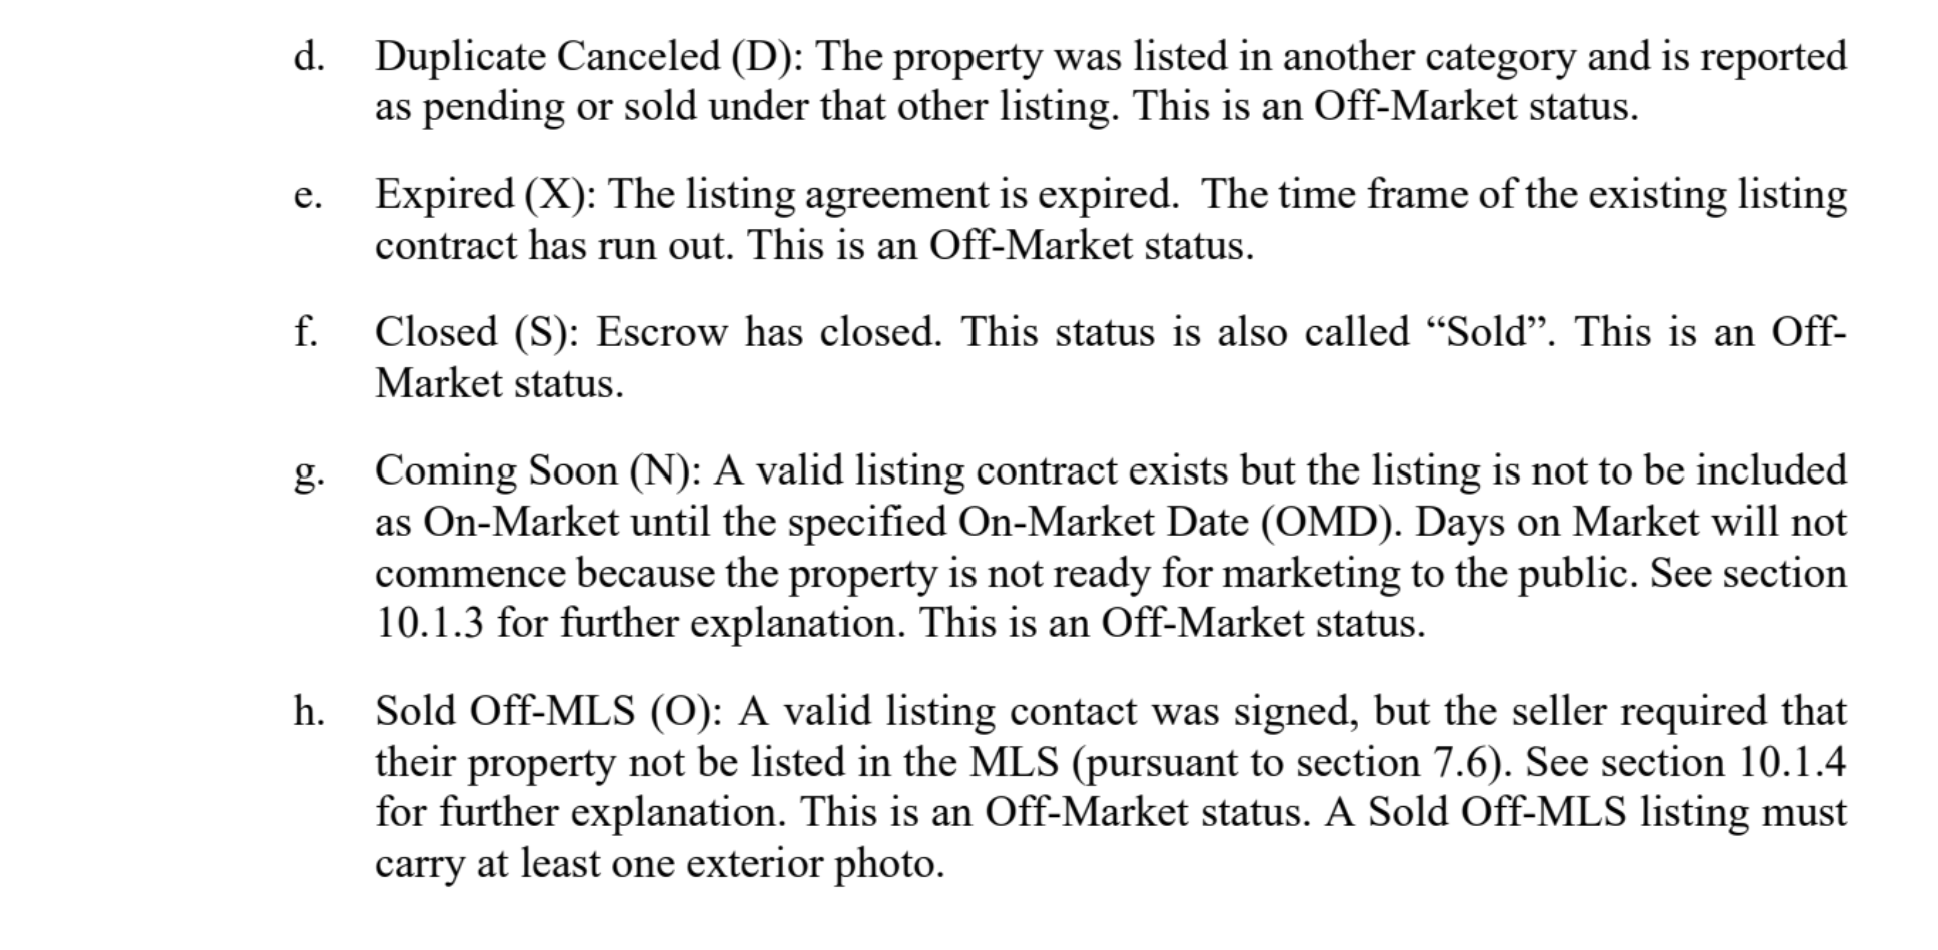 d. Duplicate Canceled (D): The property was listed in another category and is reported
as pending or sold under that other listing. This is an Off-Market status.
e. Expired (X): The listing agreement is expired. The time frame of the existing listing
contract has run out. This is an Off-Market status.
f. Closed (S): Escrow has closed. This status is also called “Sold”. This is an Off-
Market status.
g. Coming Soon (N): A valid listing contract exists but the listing is not to be included
as On-Market until the specified On-Market Date (OMD). Days on Market will not
commence because the property is not ready for marketing to the public. See section
10.1.3 for further explanation. This is an Off-Market status.
h. Sold Off-MLS (O): A valid listing contact was signed, but the seller required that
their property not be listed in the MLS (pursuant to section 7.6). See section 10.1.4
for further explanation. This is an Off-Market status. A Sold Off-MLS listing must
carry at least one exterior photo.